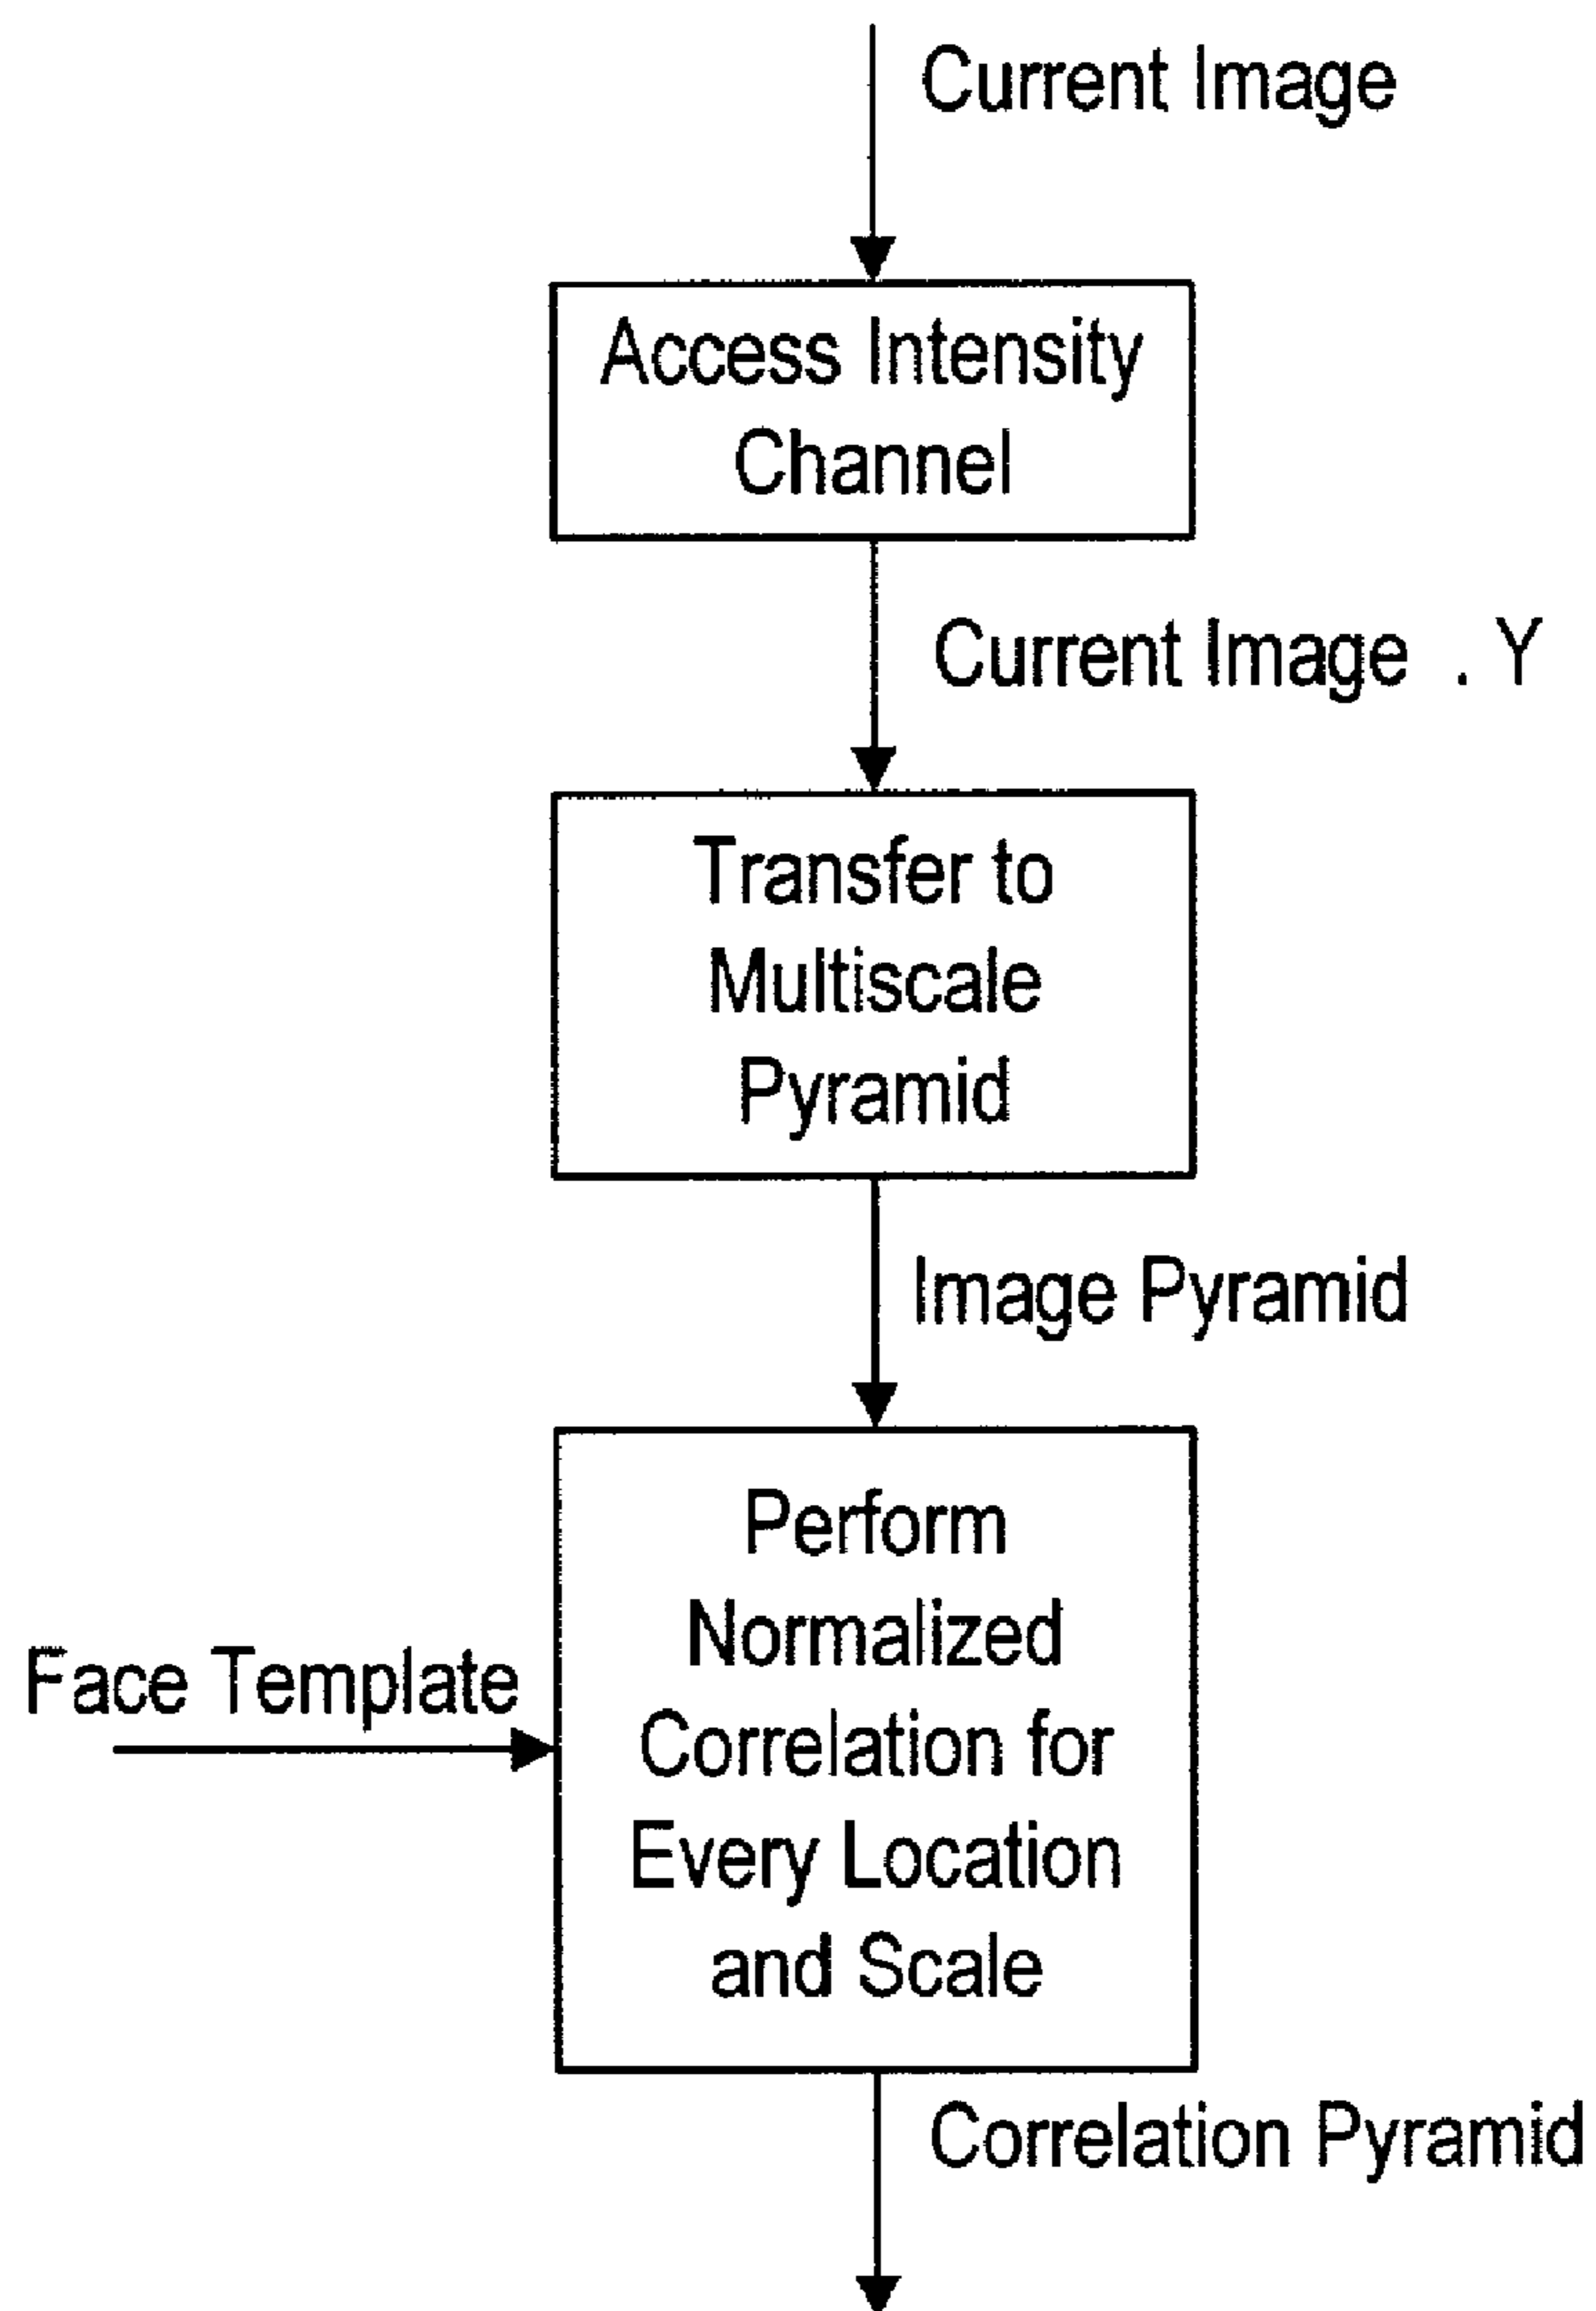 Current Image
Access Intensity
Channel
Current Image . Y
Transfer to
Multiscale
Pyramid
Image Pyramid
Perform
Normalized
Correlation for
Every Location
and Scale
Face Template
Correlation Pyramid